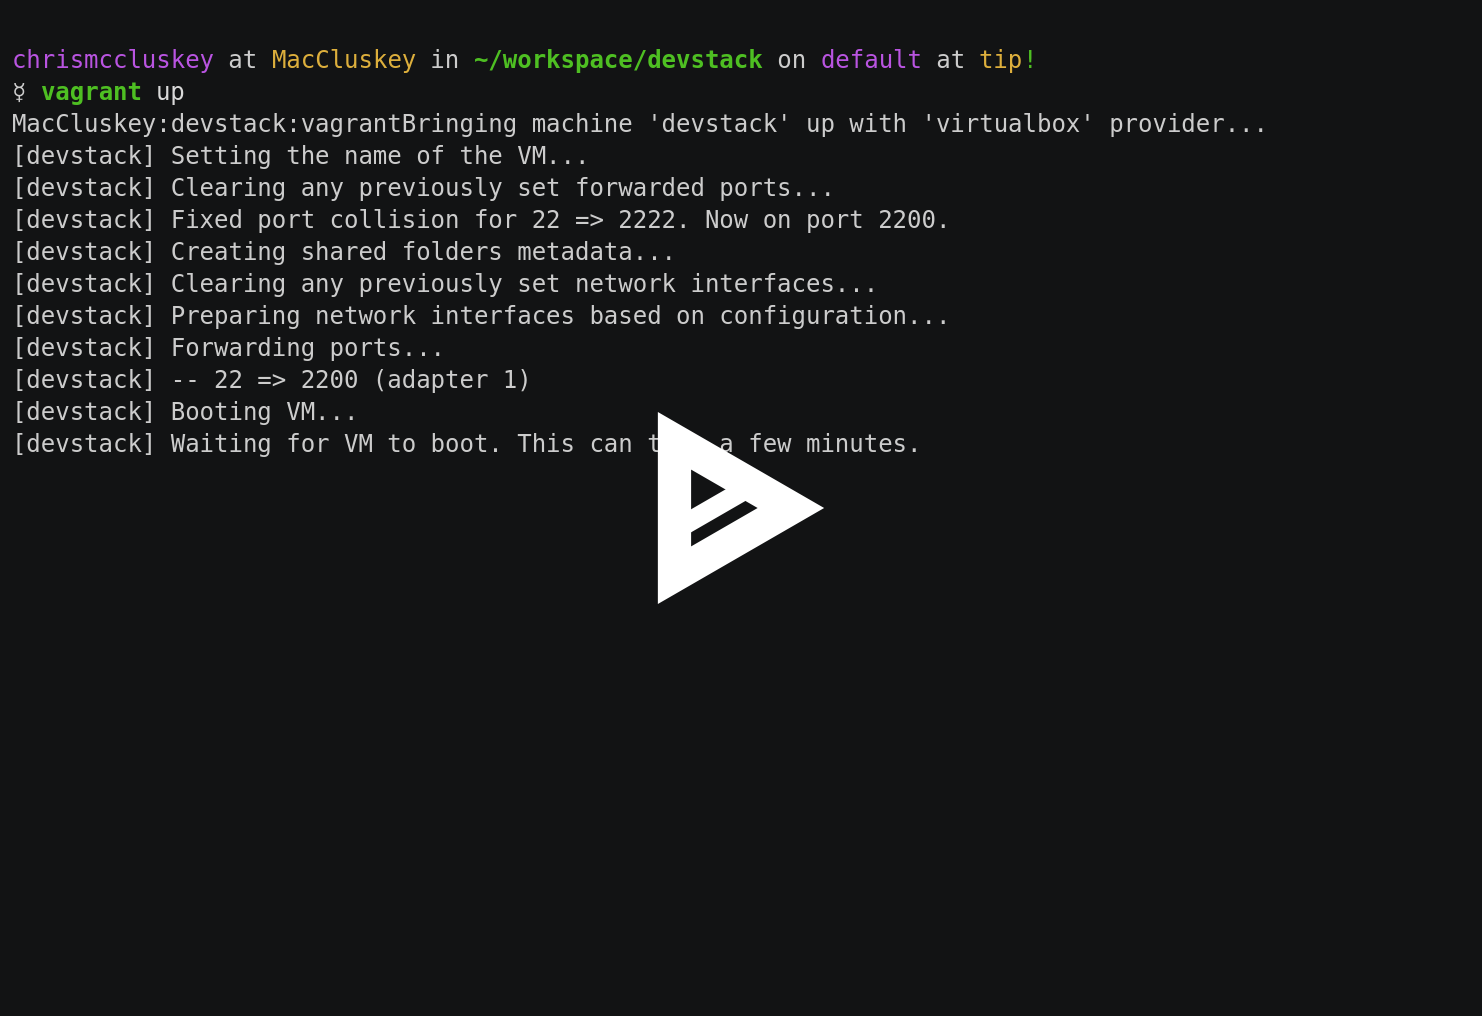 chrismccluskey at MacCluskey in ~/workspace/devstack on default at tip!
☿ vagrant up
MacCluskey:devstack:vagrantBringing machine 'devstack' up with 'virtualbox' provider...
[devstack] Setting the name of the VM...
[devstack] Clearing any previously set forwarded ports...
[devstack] Fixed port collision for 22 => 2222. Now on port 2200.
[devstack] Creating shared folders metadata...
[devstack] Clearing any previously set network interfaces...
[devstack] Preparing network interfaces based on configuration...
[devstack] Forwarding ports...
[devstack] -- 22 => 2200 (adapter 1)
[devstack] Booting VM...
[devstack] Waiting for VM to boot. This can a few minutes.